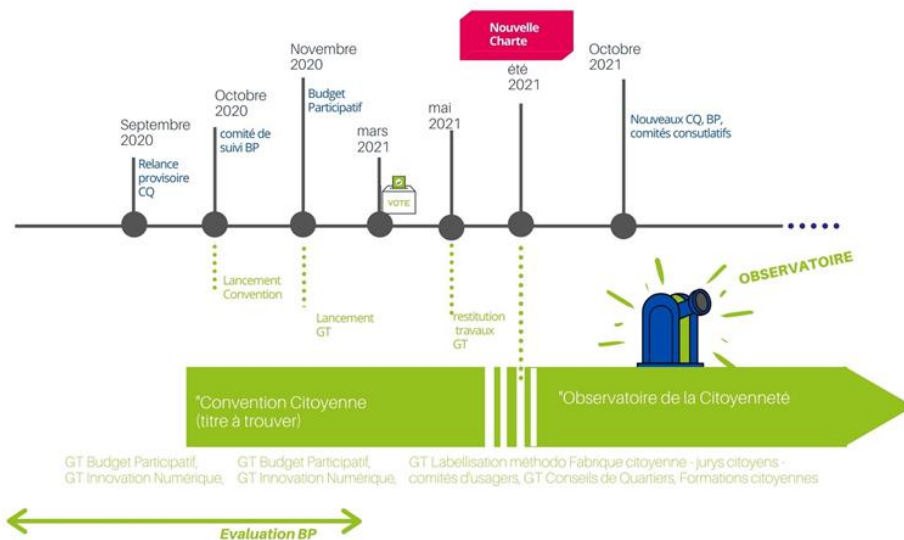 Nouvelle
Charte
Septembre
2020
Relance
provisoire
CQ
Octobre
2020
comité de
suivi BP
Novembre
2020
Budget
Participatif
mars
2021
VOTE
mai
2021
été
2021
Octobre
2021
Nouveaux CQ, BP,
comités consutlatifs
Lancement
Convention
Lancement
GT
restitution
travaux
GT
OBSERVATOIRE
"Convention Citoyenne
(titre à trouver)
"Observatoire de la Citoyenneté
GT Budget Participatif,
GT Innovation Numérique,
GT Budget Participatif,
GT Innovation Numérique,
GT Labellisation méthodo Fabrique citoyenne - jurys citoyens -
comités d'usagers, GT Conseils de Quartiers, Formations citoyennes
Evaluation BP